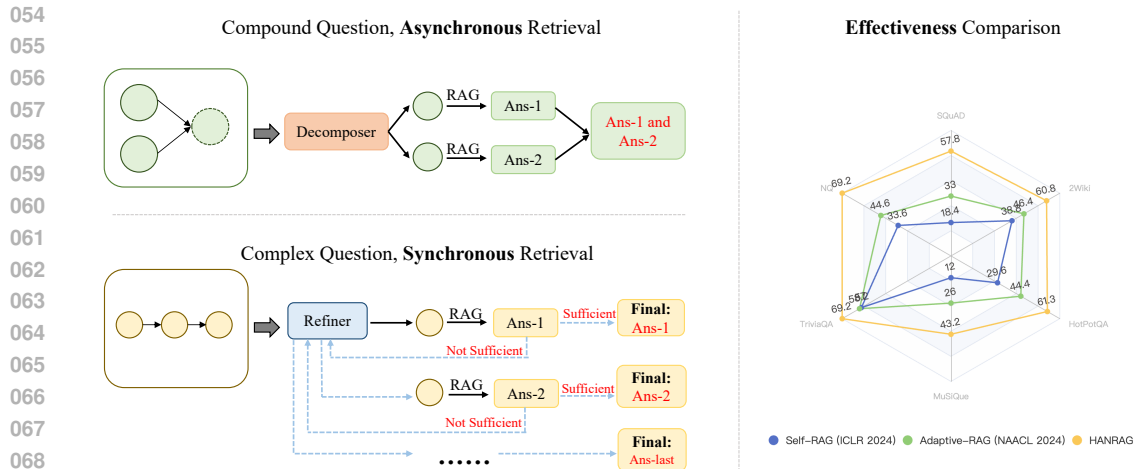 054
055
056
057
058
059
060
061
062
063
064
065
066
067
068
Compound Question, Asynchronous Retrieval
Decomposer
RAG
Ans-1
RAG
Ans-2
Ans-1 and
Ans-2
Complex Question, Synchronous Retrieval
Refiner
RAG
Ans-1
Sufficient
Final:
Ans-1
Not Sufficient
RAG
Ans-2
Sufficient
Final:
Ans-2
Not Sufficient
......
Final:
Ans-last
Effectiveness Comparison
SQuAD
57.8
33
18.4
2Wiki
60.8
46.4
38.8
NQ
69.2
44.6
33.6
12
26
43.2
29.6
44.4
61.3
HotPotQA
69.2
TriviaQA
MuSiQue
Self-RAG (ICLR 2024)
Adaptive-RAG (NAACL 2024)
HANRAG